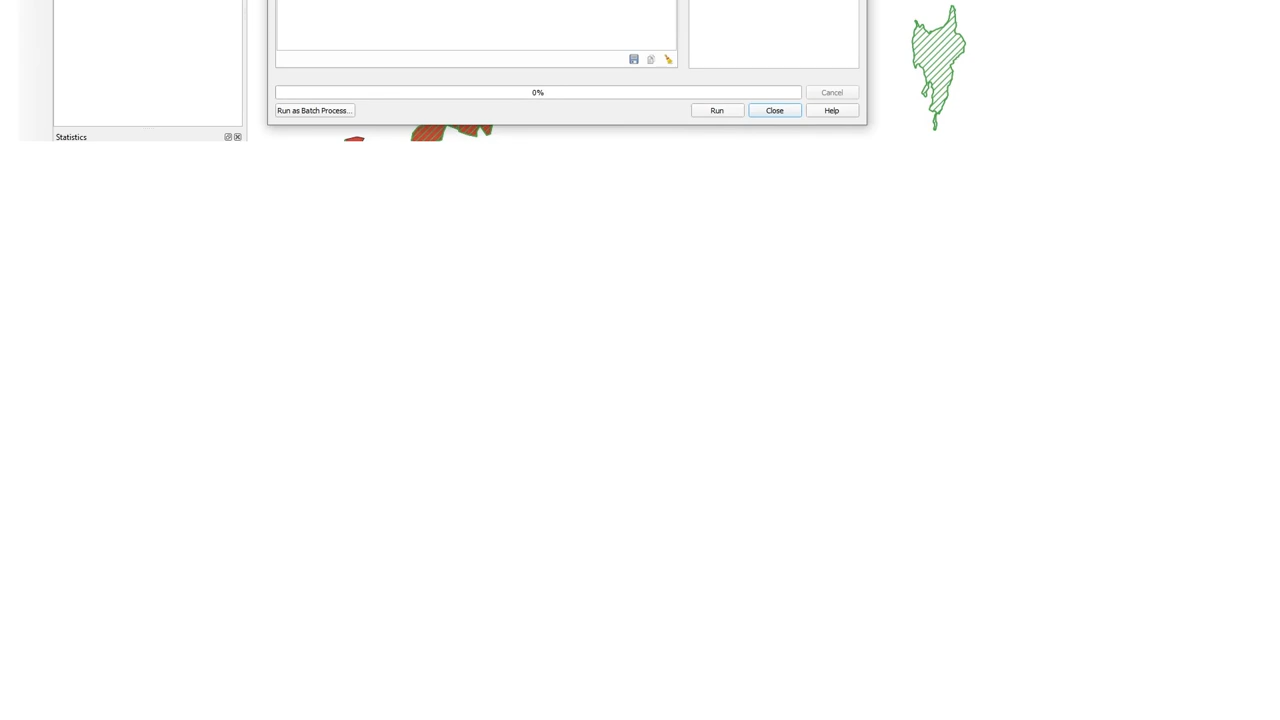 0%
Cancel
Run as Batch Process...
Run
Close
Help
Statistics